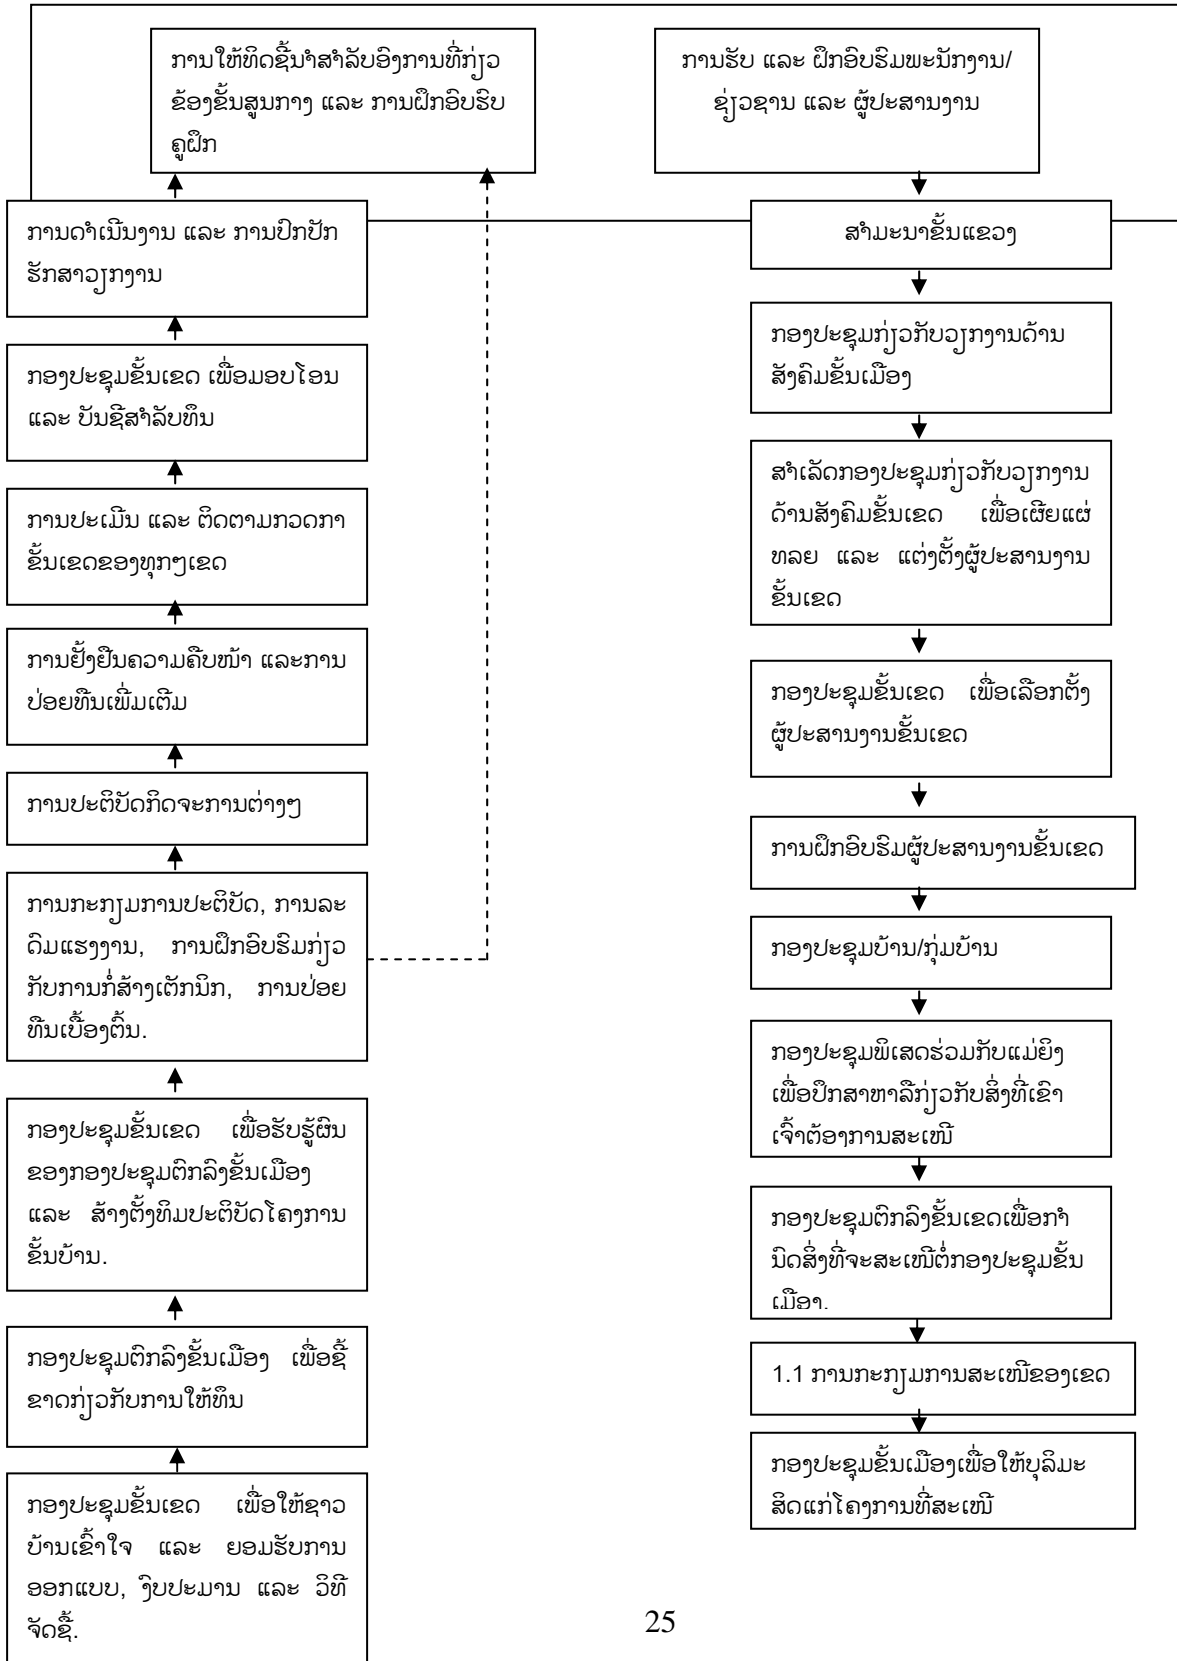 ການໃຫ້ທິດຊີ້ນຳສຳລັບອົງການທີ່ກ່ຽວ
ຂ້ອງຂັ້ນສູນກາງ ແລະ ການຝຶກອົບຮົບ
ຄູຝຶກ
ການຮັບ ແລະ ຝຶກອົບຮົມພະນັກງານ/
ຊ່ຽວຊານ ແລະ ຜູ້ປະສານງານ
ການດຳເນີນງານ ແລະ ການປົກປັກ
ຮັກສາວຽກງານ
ກອງປະຊຸມຂັ້ນເຂດ ເພື່ອມອບໂອນ
ແລະ ບັນຊີສຳລັບທຶນ
ການປະເມີນ ແລະ ຕິດຕາມກວດກາ
ຂັ້ນເຂດຂອງທຸກໆເຂດ
ການຢັ້ງຢືນຄວາມຄືບໜ້າ ແລະການ
ປ່ອຍທຶນເພີ່ມເຕີມ
ການປະຕິບັດກິດຈະການຕ່າງໆ
ການກະກຽມການປະຕິບັດ, ການລະ
ດົມແຮງງານ, ການຝຶກອົບຮົມກ່ຽວ
ກັບການກໍ່ສ້າງເຕັກນິກ, ການປ່ອຍ
ທຶນເບື້ອງຕົ້ນ.
ກອງປະຊຸມຂັ້ນເຂດ ເພື່ອຮັບຮູ້ຜົນ
ຂອງກອງປະຊຸມຕົກລົງຂັ້ນເມືອງ
ແລະ ສ້າງຕັ້ງທິມປະຕິບັດໂຄງການ
ຂັ້ນບ້ານ.
ກອງປະຊຸມຕົກລົງຂັ້ນເມືອງ ເພື່ອຊີ້
ຂາດກ່ຽວກັບການໃຫ້ທຶນ
ກອງປະຊຸມຂັ້ນເຂດ ເພື່ອໃຫ້ຊາວ
ບ້ານເຂົ້າໃຈ ແລະ ຍອມຮັບການ
ອອກແບບ, ງົບປະມານ ແລະ ວິທີ
ຈັດຊື້.
ສຳມະນາຂັ້ນແຂວງ
ກອງປະຊຸມກ່ຽວກັບວຽກງານດ້ານ
ສັງຄົມຂັ້ນເມືອງ
ສຳເລັດກອງປະຊຸມກ່ຽວກັບວຽກງານ
ດ້ານສັງຄົມຂັ້ນເຂດ ເພື່ອເຜີຍແຜ່
ທລຍ ແລະ ແຕ່ງຕັ້ງຜູ້ປະສານງານ
ຂັ້ນເຂດ
ກອງປະຊຸມຂັ້ນເຂດ ເພື່ອເລືອກຕັ້ງ
ຜູ້ປະສານງານຂັ້ນເຂດ
ການຝຶກອົບຮົມຜູ້ປະສານງານຂັ້ນເຂດ
ກອງປະຊຸມບ້ານ/ກຸ່ມບ້ານ
ກອງປະຊຸມພິເສດຮ່ວມກັບແມ່ຍິງ
ເພື່ອປຶກສາຫາລືກ່ຽວກັບສິ່ງທີ່ເຂົາ
ເຈົ້າຕ້ອງການສະເໜີ
ກອງປະຊຸມຕົກລົງຂັ້ນເຂດເພື່ອກຳ
ນົດສິ່ງທີ່ຈະສະເໜີຕໍ່ກອງປະຊຸມຂັ້ນ
ເມືອງ.
1.1 ການກະກຽມການສະເໜີຂອງເຂດ
ກອງປະຊຸມຂັ້ນເມືອງເພື່ອໃຫ້ບຸລິມະ
ສິດແກ່ໂຄງການທີ່ສະເໜີ
25